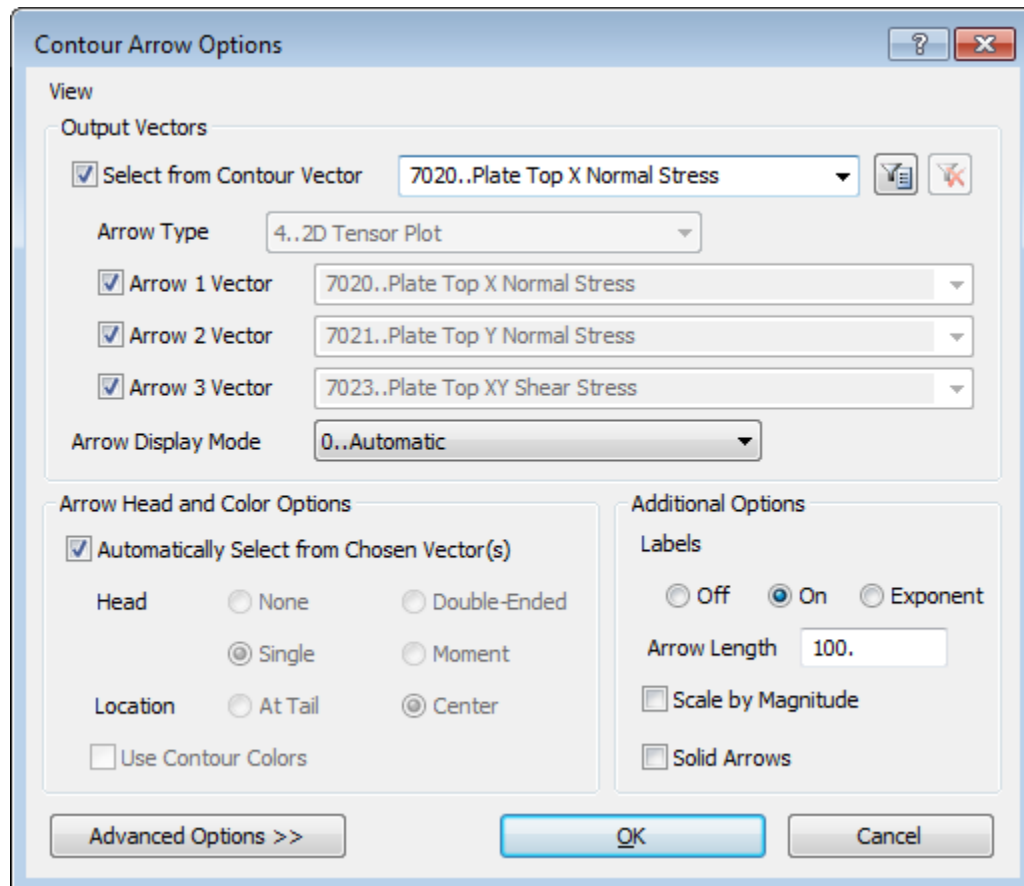 Contour Arrow Options
View
Output Vectors
Select from Contour Vector 7020..Plate Top X Normal Stress
Arrow Type 4..2D Tensor Plot
Arrow 1 Vector 7020..Plate Top X Normal Stress
Arrow 2 Vector 7021..Plate Top Y Normal Stress
Arrow 3 Vector 7023..Plate Top XY Shear Stress
Arrow Display Mode 0..Automatic
Arrow Head and Color Options
Automatically Select from Chosen Vector(s)
Head None Double-Ended
Single Moment
Location At Tail Center
Use Contour Colors
Additional Options
Labels
Off On Exponent
Arrow Length 100.
Scale by Magnitude
Solid Arrows
Advanced Options >> OK Cancel